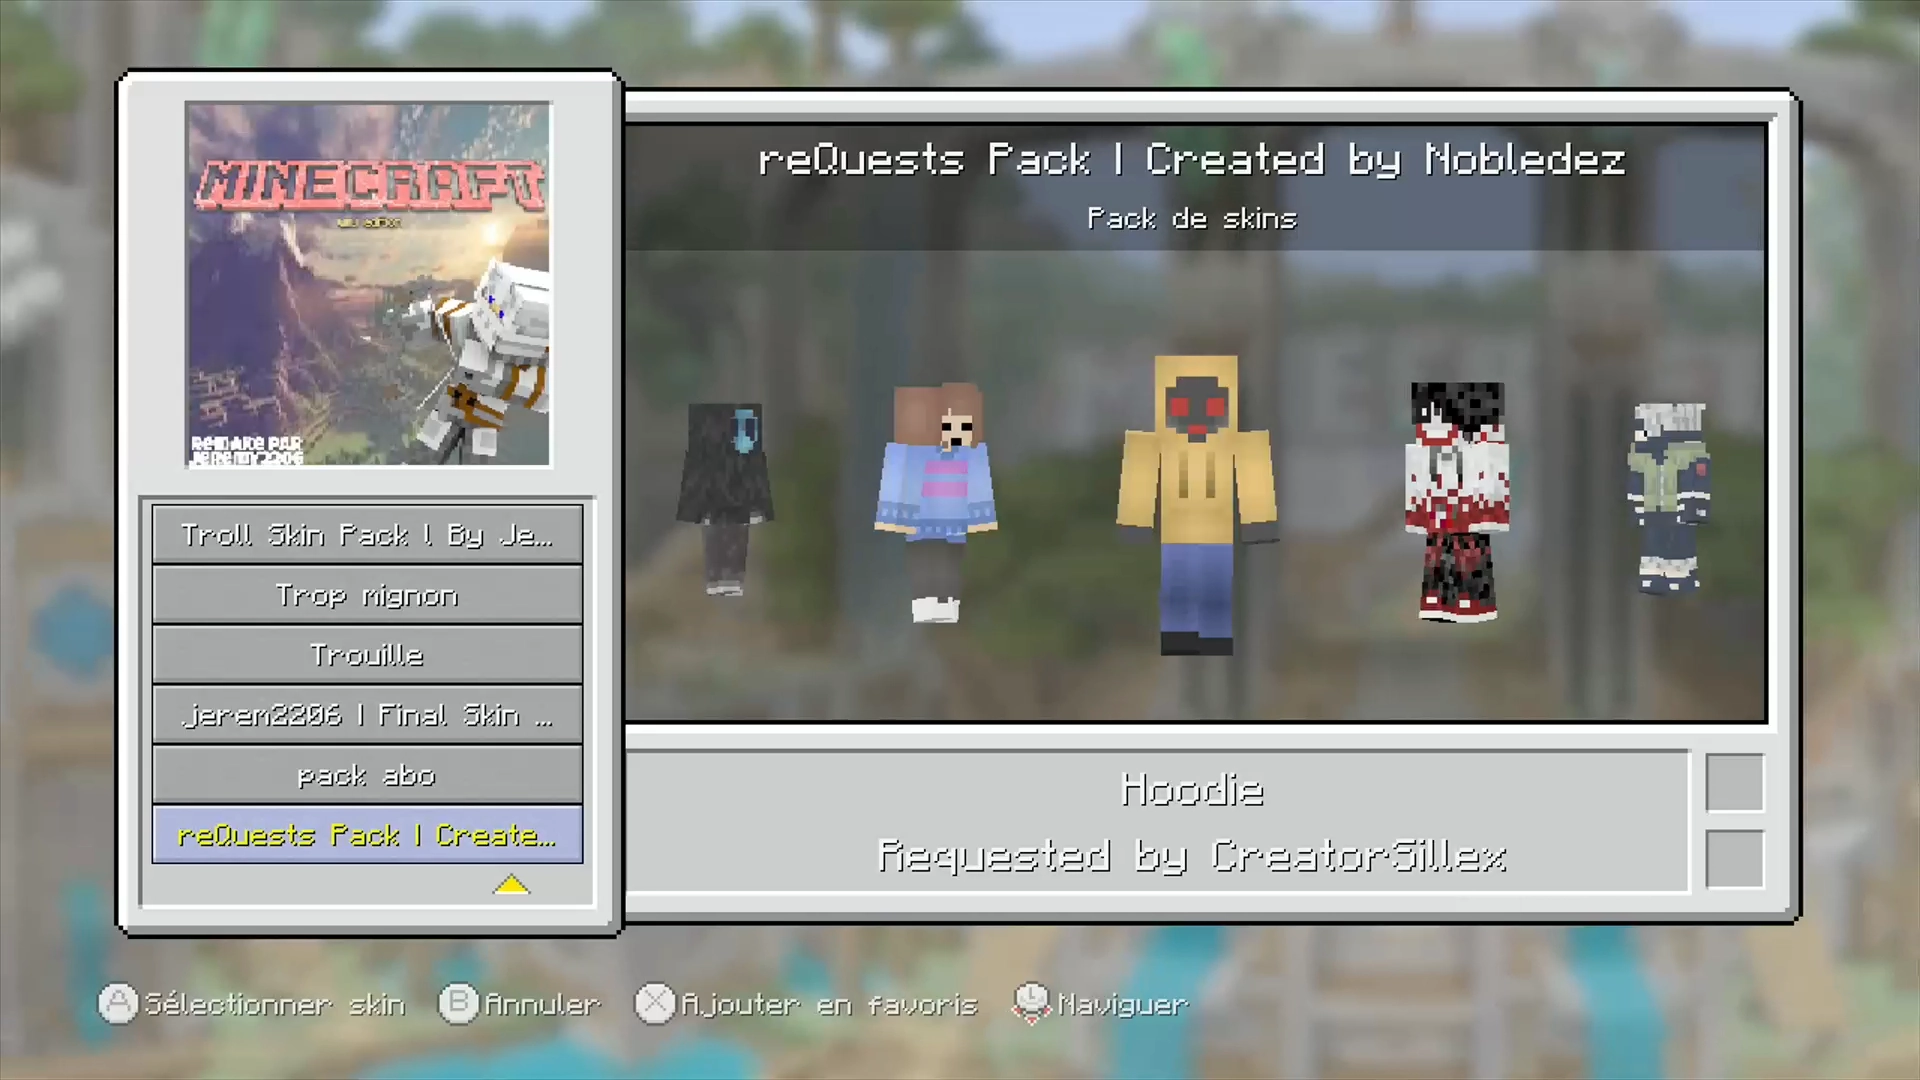 MINECRAFT
Wii U edition
Remake par
Jeremy2206
Troll Skin Pack l By Je...
Trop mignon
Trouille
.jerem2206 | Final Skin ...
pack abo
reQuests Pack | Create...
reQuests Pack | Created by Nobledez
Pack de skins
Hoodie
Requested by CreatorSillex
A Sélectionner skin
B Annuler
X Ajouter en favoris
L Naviguer